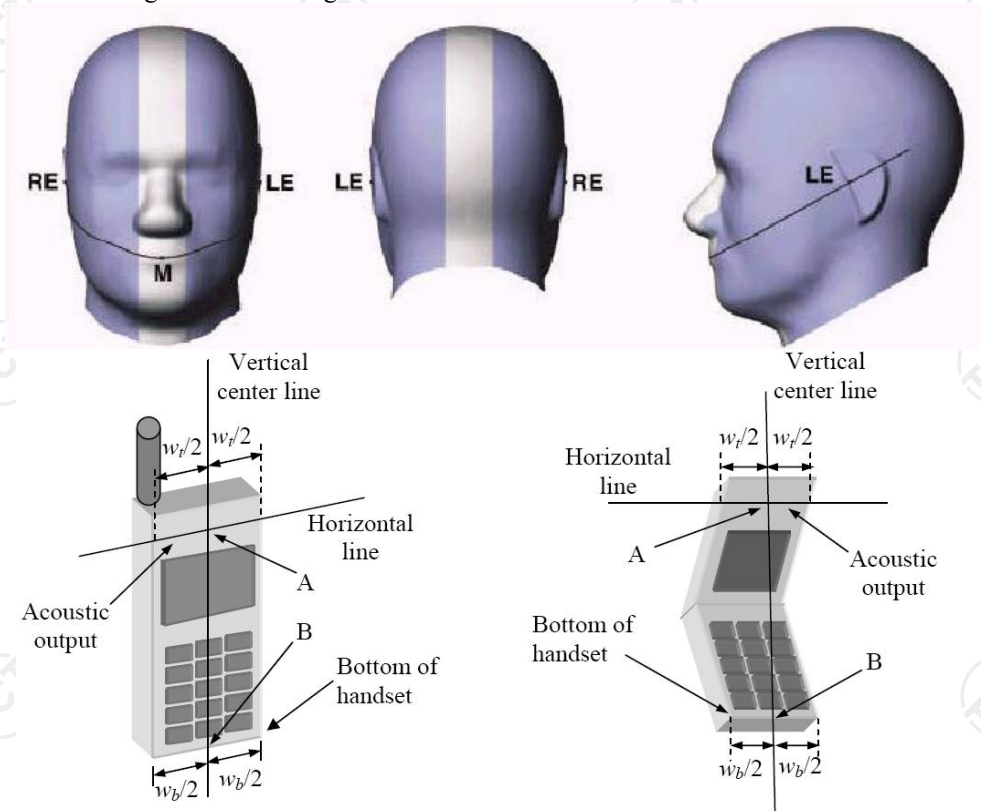 RE
LE
M
LE
RE
LE
Vertical
center line
wt/2
wt/2
Horizontal
line
A
Acoustic
output
B
Bottom of
handset
wb/2
wb/2
Vertical
center line
wt/2
wt/2
Horizontal
line
A
Acoustic
output
Bottom of
handset
B
wb/2
wb/2